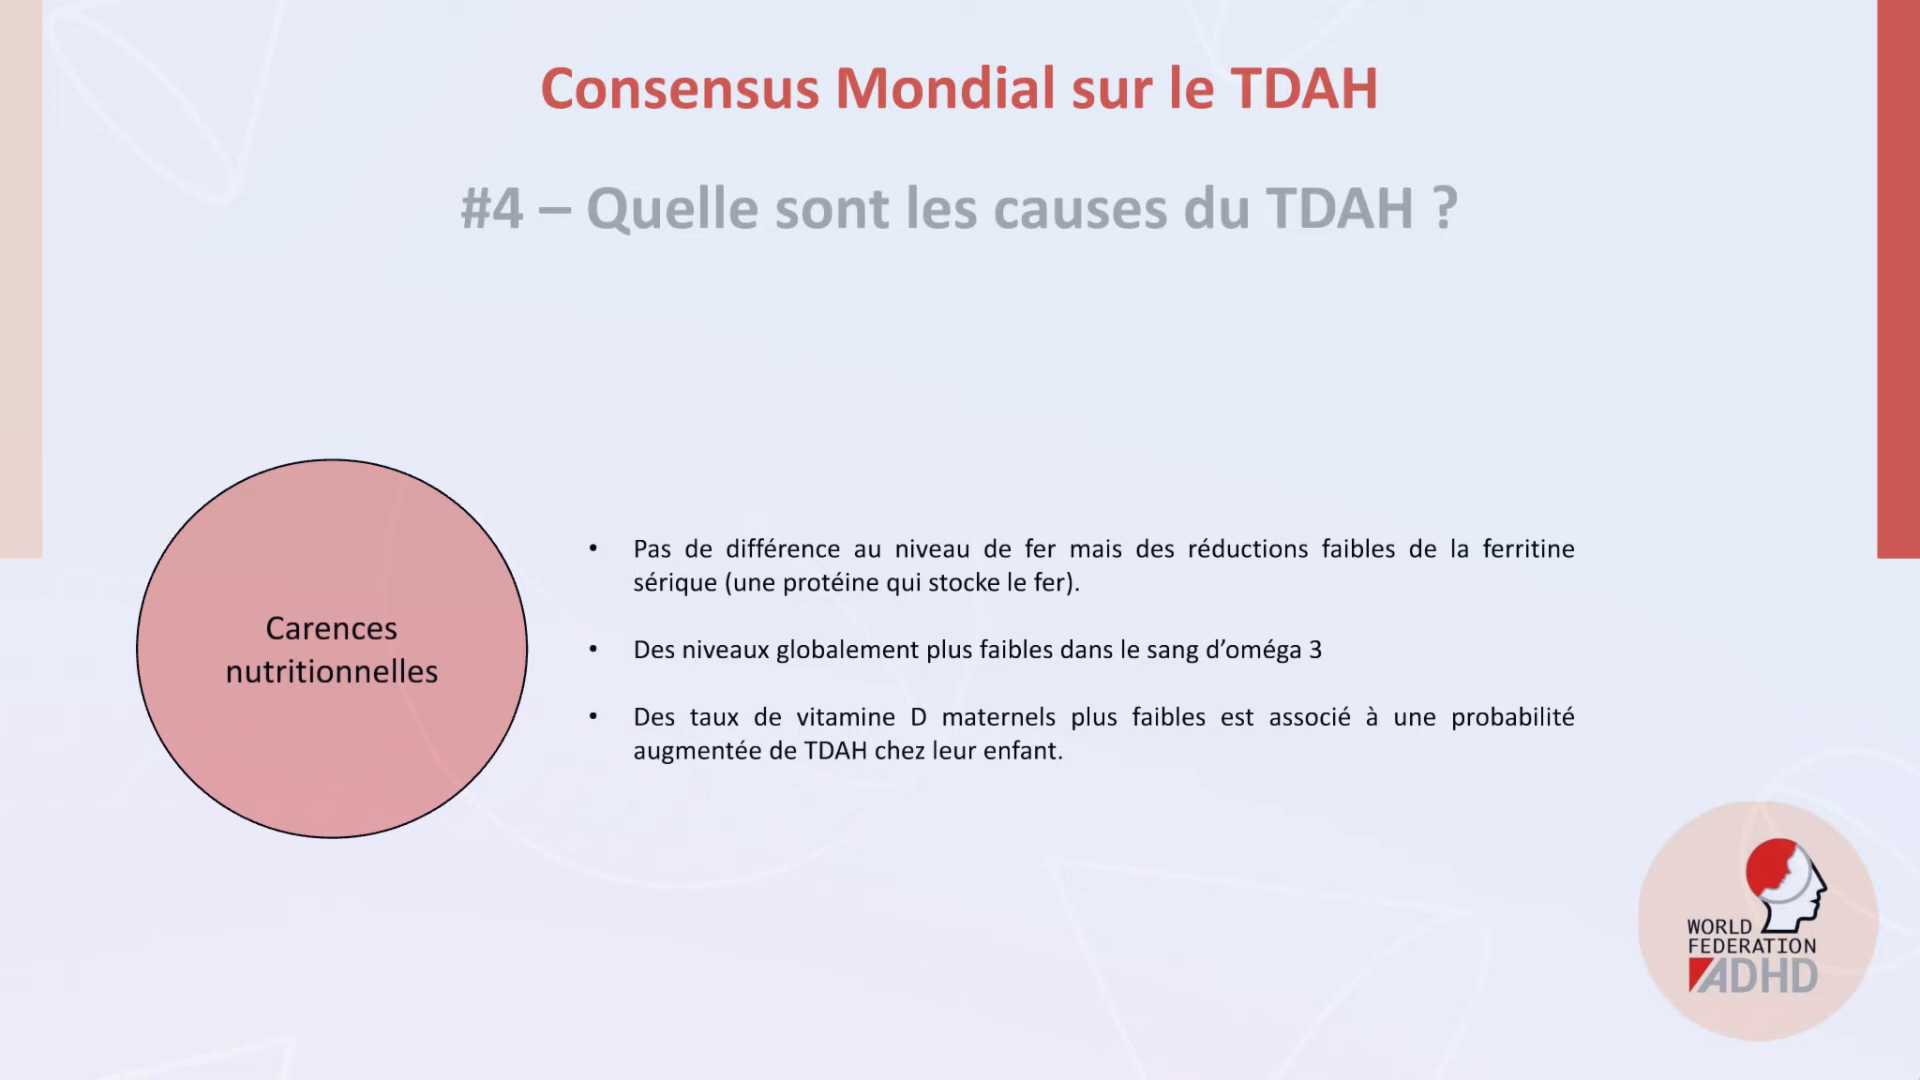 Consensus Mondial sur le TDAH
#4 – Quelle sont les causes du TDAH ?
Carences
nutritionnelles
• Pas de différence au niveau de fer mais des réductions faibles de la ferritine
sérique (une protéine qui stocke le fer).
• Des niveaux globalement plus faibles dans le sang d’oméga 3
• Des taux de vitamine D maternels plus faibles est associé à une probabilité
augmentée de TDAH chez leur enfant.
WORLD
FEDERATION
ADHD